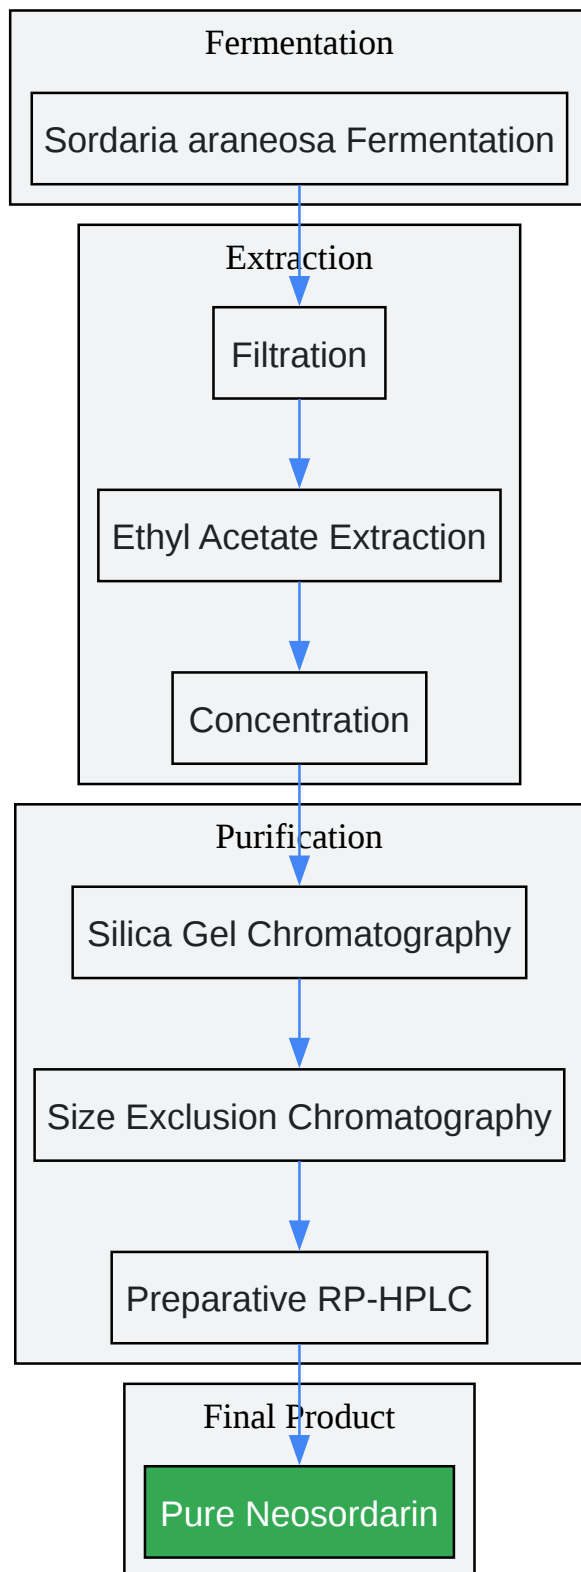 Fermentation
Sordaria araneosa Fermentation
Extraction
Filtration
Ethyl Acetate Extraction
Concentration
Purification
Silica Gel Chromatography
Size Exclusion Chromatography
Preparative RP-HPLC
Final Product
Pure Neosordarin